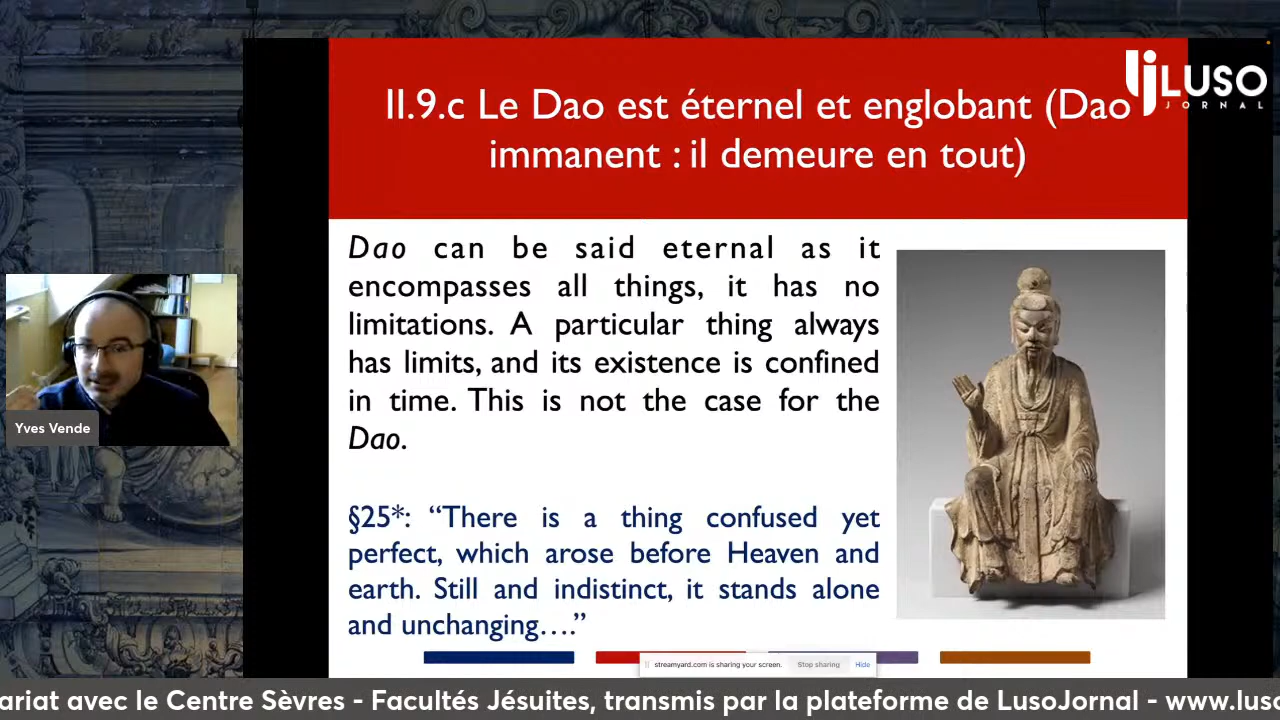 LUSO
JORNAL
II.9.c Le Dao est éternel et englobant (Dao
immanent : il demeure en tout)
Dao can be said eternal as it
encompasses all things, it has no
limitations. A particular thing always
has limits, and its existence is confined
in time. This is not the case for the
Dao.
§25*: “There is a thing confused yet
perfect, which arose before Heaven and
earth. Still and indistinct, it stands alone
and unchanging….”
Yves Vende
streamyard.com is sharing your screen. Stop sharing Hide
ariat avec le Centre Sèvres - Facultés Jésuites, transmis par la plateforme de LusoJornal - www.luso